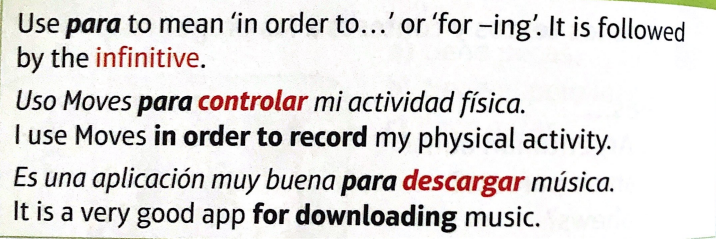 Use para to mean ‘in order to…’ or ‘for –ing’. It is followed
by the infinitive.
Uso Moves para controlar mi actividad física.
I use Moves in order to record my physical activity.
Es una aplicación muy buena para descargar música.
It is a very good app for downloading music.